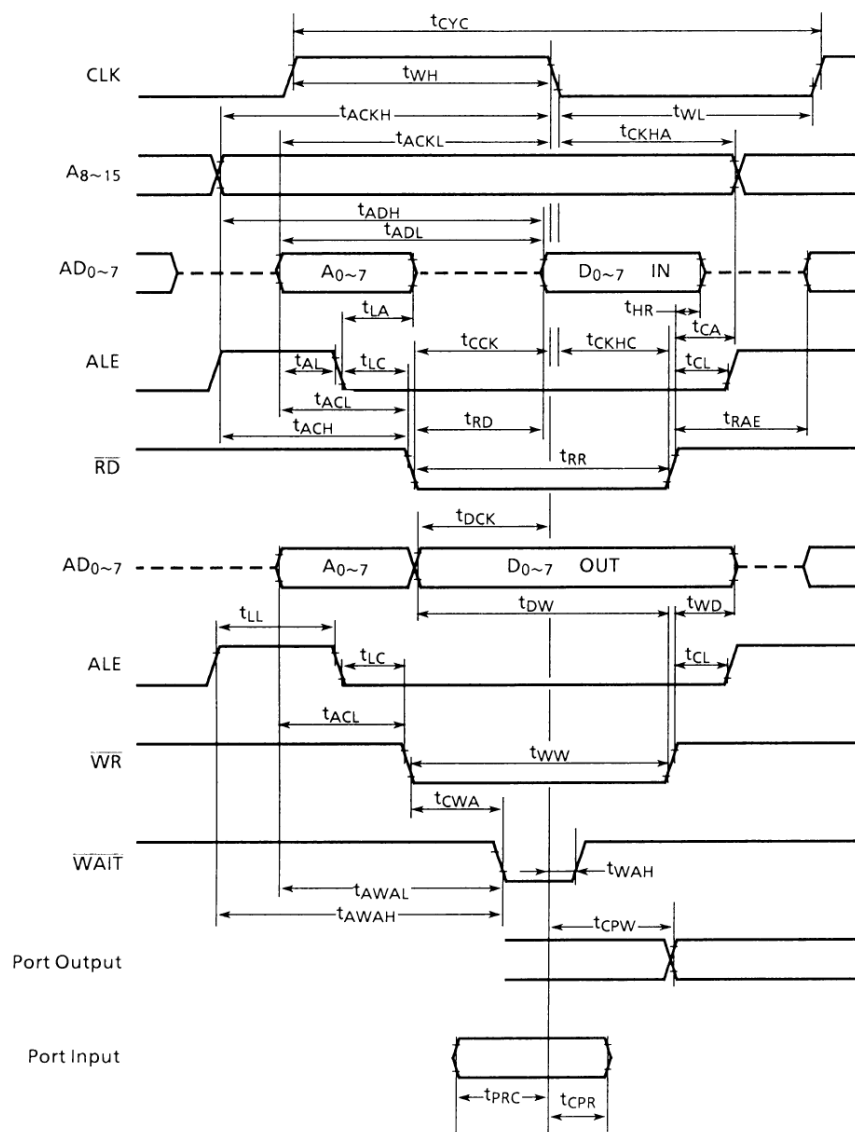 tCYC
CLK
tWH
tACKH
tWL
tACKL
tCKHA
A8~15
tADH
tADL
AD0~7
A0~7
D0~7 IN
tLA
tHR
tCCK
tCKHC
tCA
ALE
tAL
tLC
tCL
tACL
tACH
tRD
tRAE
RD
tRR
tDCK
AD0~7
A0~7
D0~7 OUT
tDW
tWD
tLL
ALE
tLC
tCL
tACL
WR
tWW
tCWA
WAIT
tWAH
tAWAL
tAWAH
tCPW
Port Output
Port Input
tPRC
tCPR